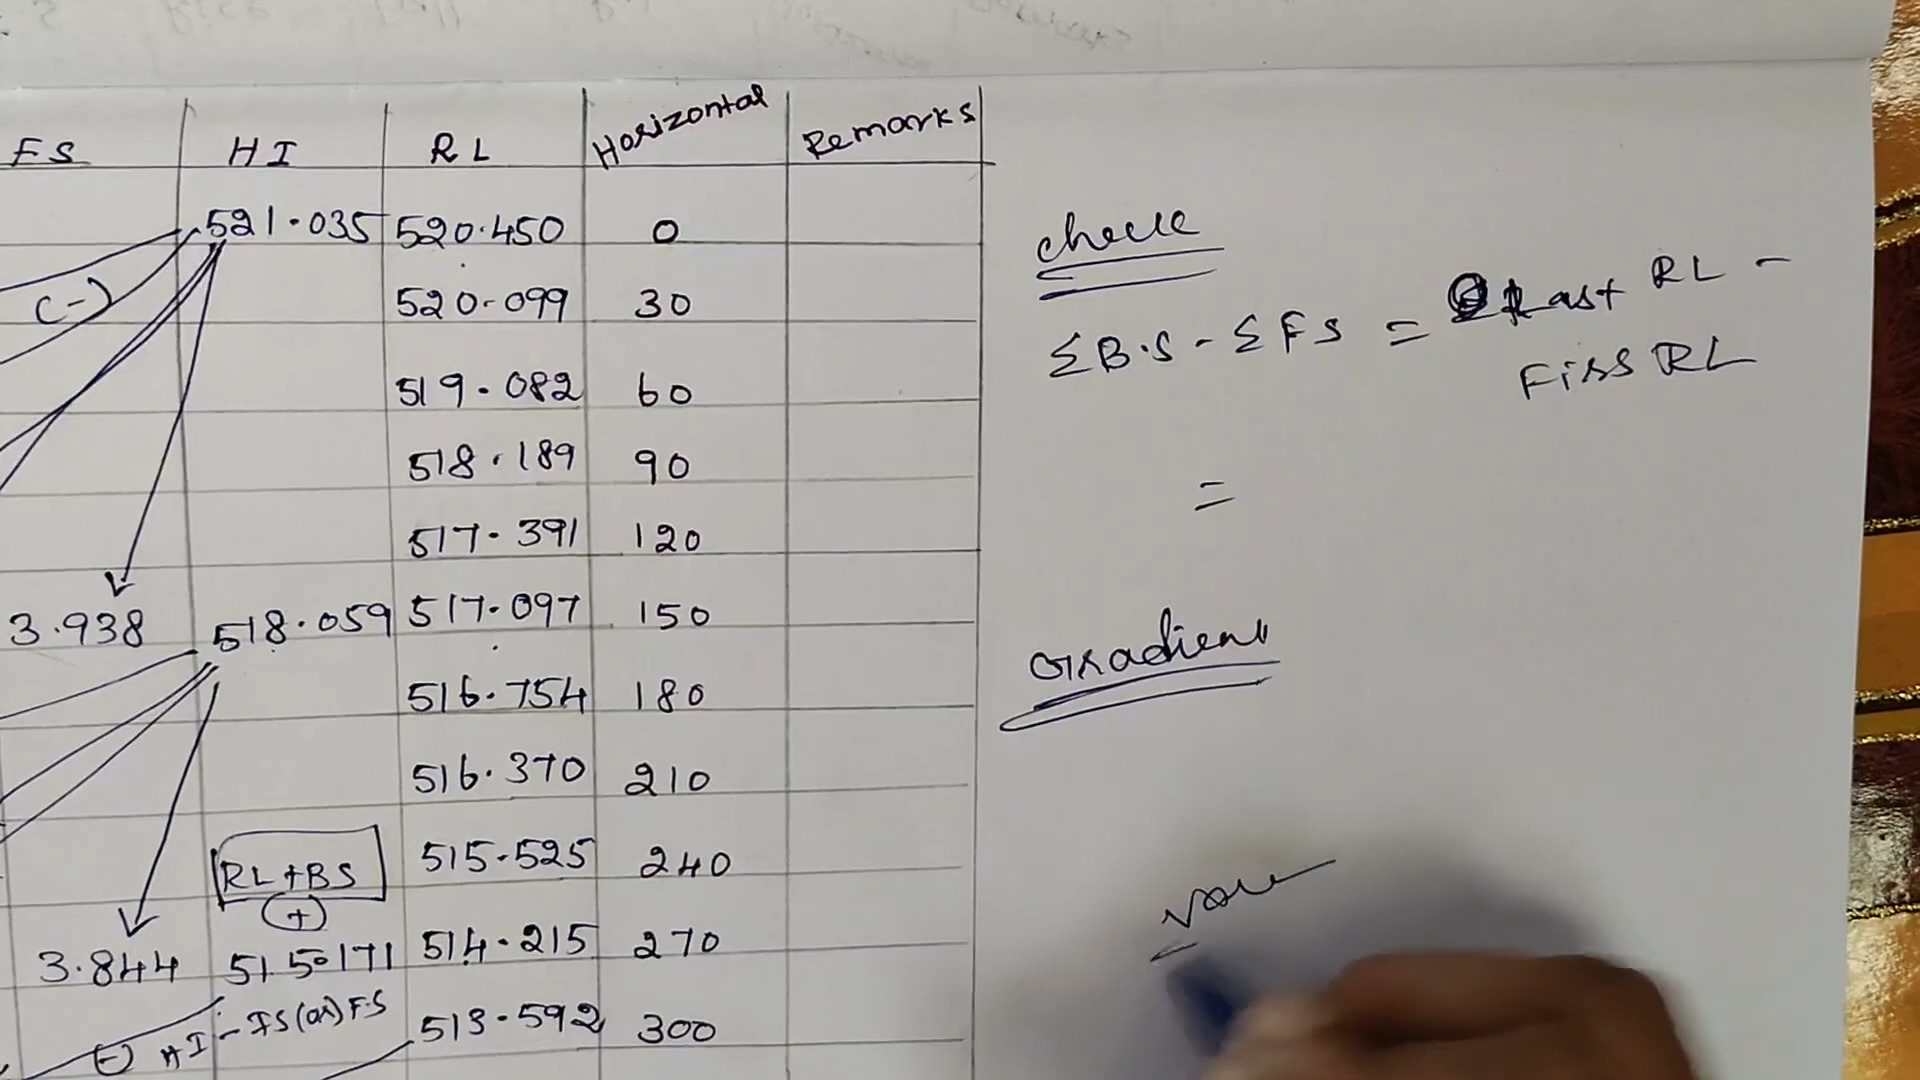 FS HI RL Horizontal Remarks
521.035 520.450 0
(-) 520.099 30
519.082 60
518.189 90
517.391 120
3.938 518.059 517.097 150
516.754 180
516.370 210
RL+BS 515.525 240
(+)
3.844 515.171 514.215 270
(-) HI - IS (or) F.S 513.592 300
check
ΣB.S - ΣFS = Last RL -
Firs RL
=
Gradient